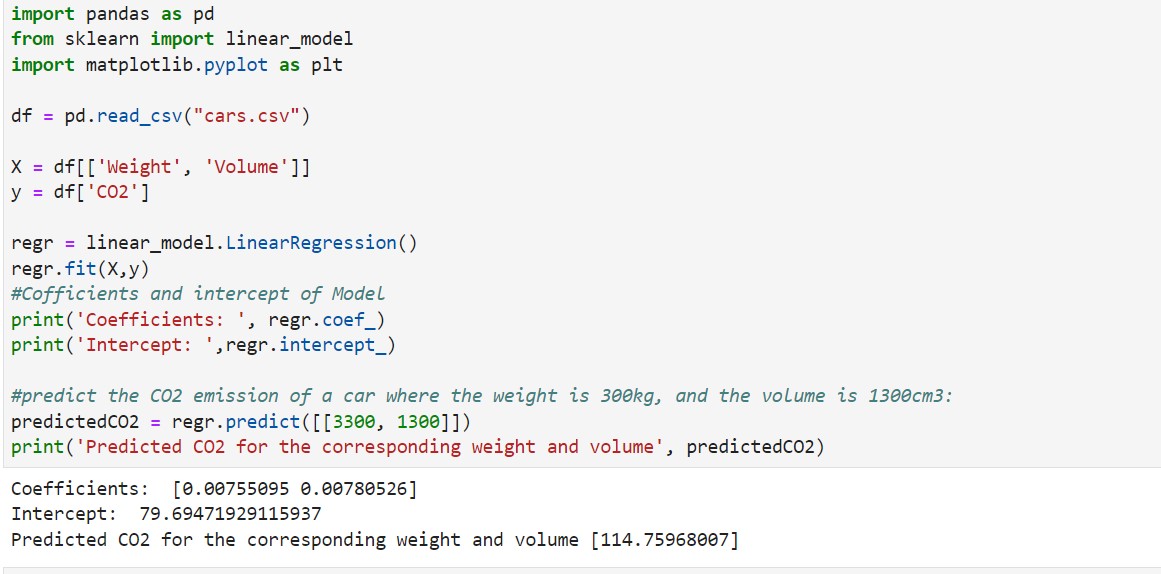 import pandas as pd
from sklearn import linear_model
import matplotlib.pyplot as plt
df = pd.read_csv("cars.csv")
X = df[['Weight', 'Volume']]
y = df['CO2']
regr = linear_model.LinearRegression()
regr.fit(X,y)
#Cofficients and intercept of Model
print('Coefficients: ', regr.coef_)
print('Intercept: ',regr.intercept_)
#predict the CO2 emission of a car where the weight is 300kg, and the volume is 1300cm3:
predictedCO2 = regr.predict([[3300, 1300]])
print('Predicted CO2 for the corresponding weight and volume', predictedCO2)
Coefficients:  [0.00755095 0.00780526]
Intercept:  79.69471929115937
Predicted CO2 for the corresponding weight and volume [114.75968007]